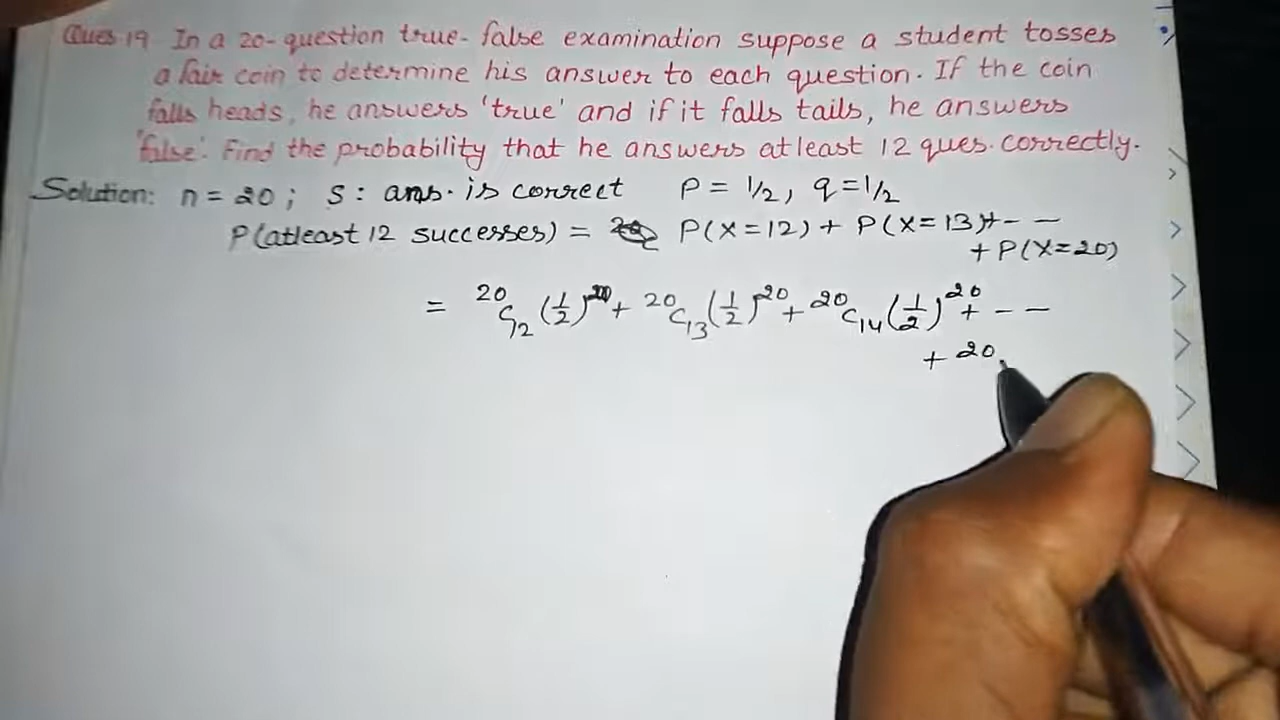 Ques.19 In a 20-question true-false examination suppose a student tosses
a fair coin to determine his answer to each question. If the coin
falls heads, he answers 'true' and if it falls tails, he answers
'false'. Find the probability that he answers atleast 12 ques. correctly.
Solution: n = 20 ; S : ans. is correct P = 1/2, q = 1/2
P(atleast 12 successes) = P(X=12) + P(X=13)+ - -
+ P(X=20)
= ²⁰C₁₂ (1/2)²⁰ + ²⁰C₁₃ (1/2)²⁰ + ²⁰C₁₄ (1/2)²⁰ + - -
+ 20